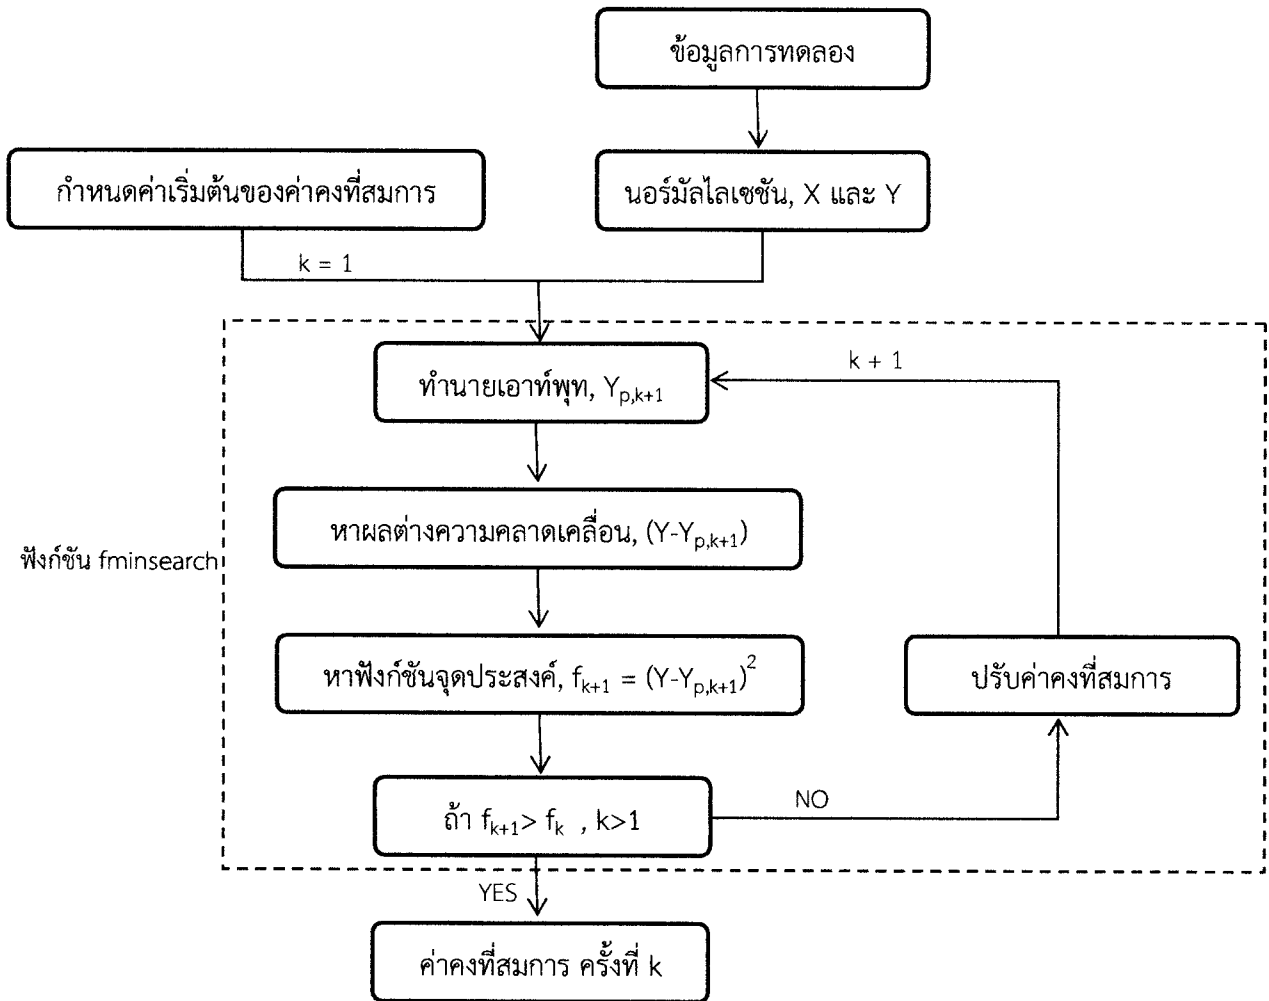 ข้อมูลการทดลอง
กำหนดค่าเริ่มต้นของค่าคงที่สมการ
นอร์มัลไลเซชัน, X และ Y
k = 1
ทำนายเอาท์พุท, Yp,k+1
k + 1
หาผลต่างความคลาดเคลื่อน, (Y-Yp,k+1)
ฟังก์ชัน fminsearch
หาฟังก์ชันจุดประสงค์, fk+1 = (Y-Yp,k+1)2
ปรับค่าคงที่สมการ
ถ้า fk+1> fk , k>1
NO
YES
ค่าคงที่สมการ ครั้งที่ k